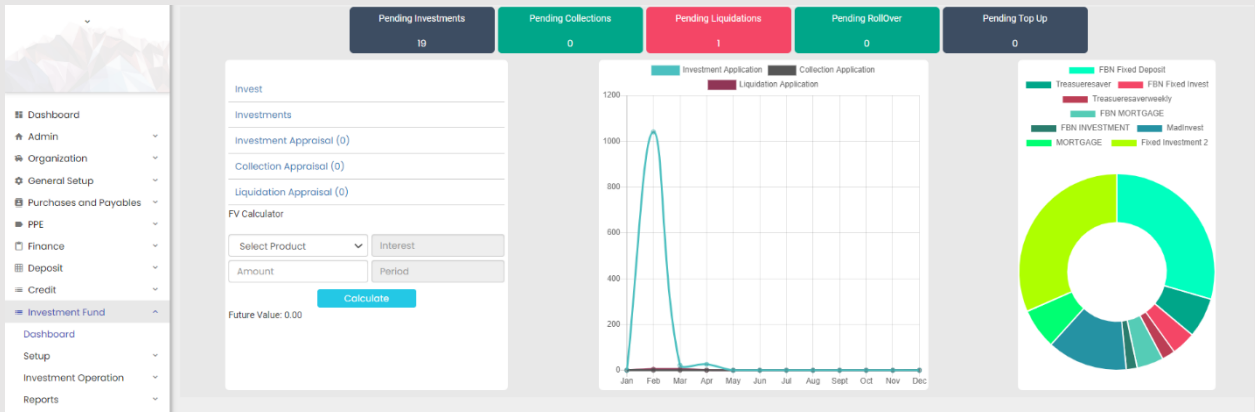 Pending Investments
19
Pending Collections
0
Pending Liquidations
1
Pending RollOver
0
Pending Top Up
0
Dashboard
Admin
Organization
General Setup
Purchases and Payables
PPE
Finance
Deposit
Credit
Investment Fund
Dashboard
Setup
Investment Operation
Reports
Invest
Investments
Investment Appraisal (0)
Collection Appraisal (0)
Liquidation Appraisal (0)
FV Calculator
Select Product Interest
Amount Period
Calculate
Future Value: 0.00
Investment Application Collection Application
Liquidation Application
1200
1000
800
600
400
200
0
Jan Feb Mar Apr May Jun Jul Aug Sept Oct Nov Dec
FBN Fixed Deposit
Treasueresaver FBN Fixed Invest
Treasueresaverweekly
FBN MORTGAGE
FBN INVESTMENT MadInvest
MORTGAGE Fixed Investment 2